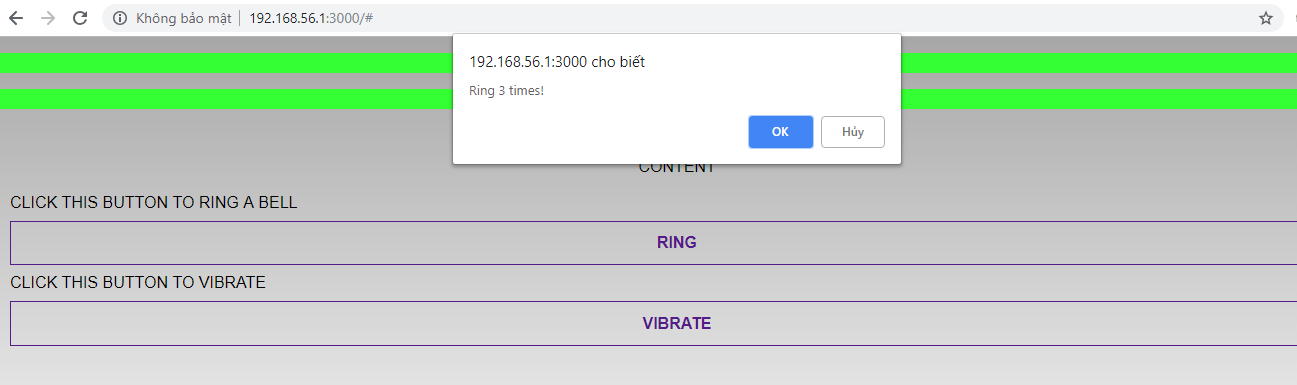 Không bảo mật 192.168.56.1:3000/#
192.168.56.1:3000 cho biết
Ring 3 times!
OK Hủy
CONTENT
CLICK THIS BUTTON TO RING A BELL
RING
CLICK THIS BUTTON TO VIBRATE
VIBRATE